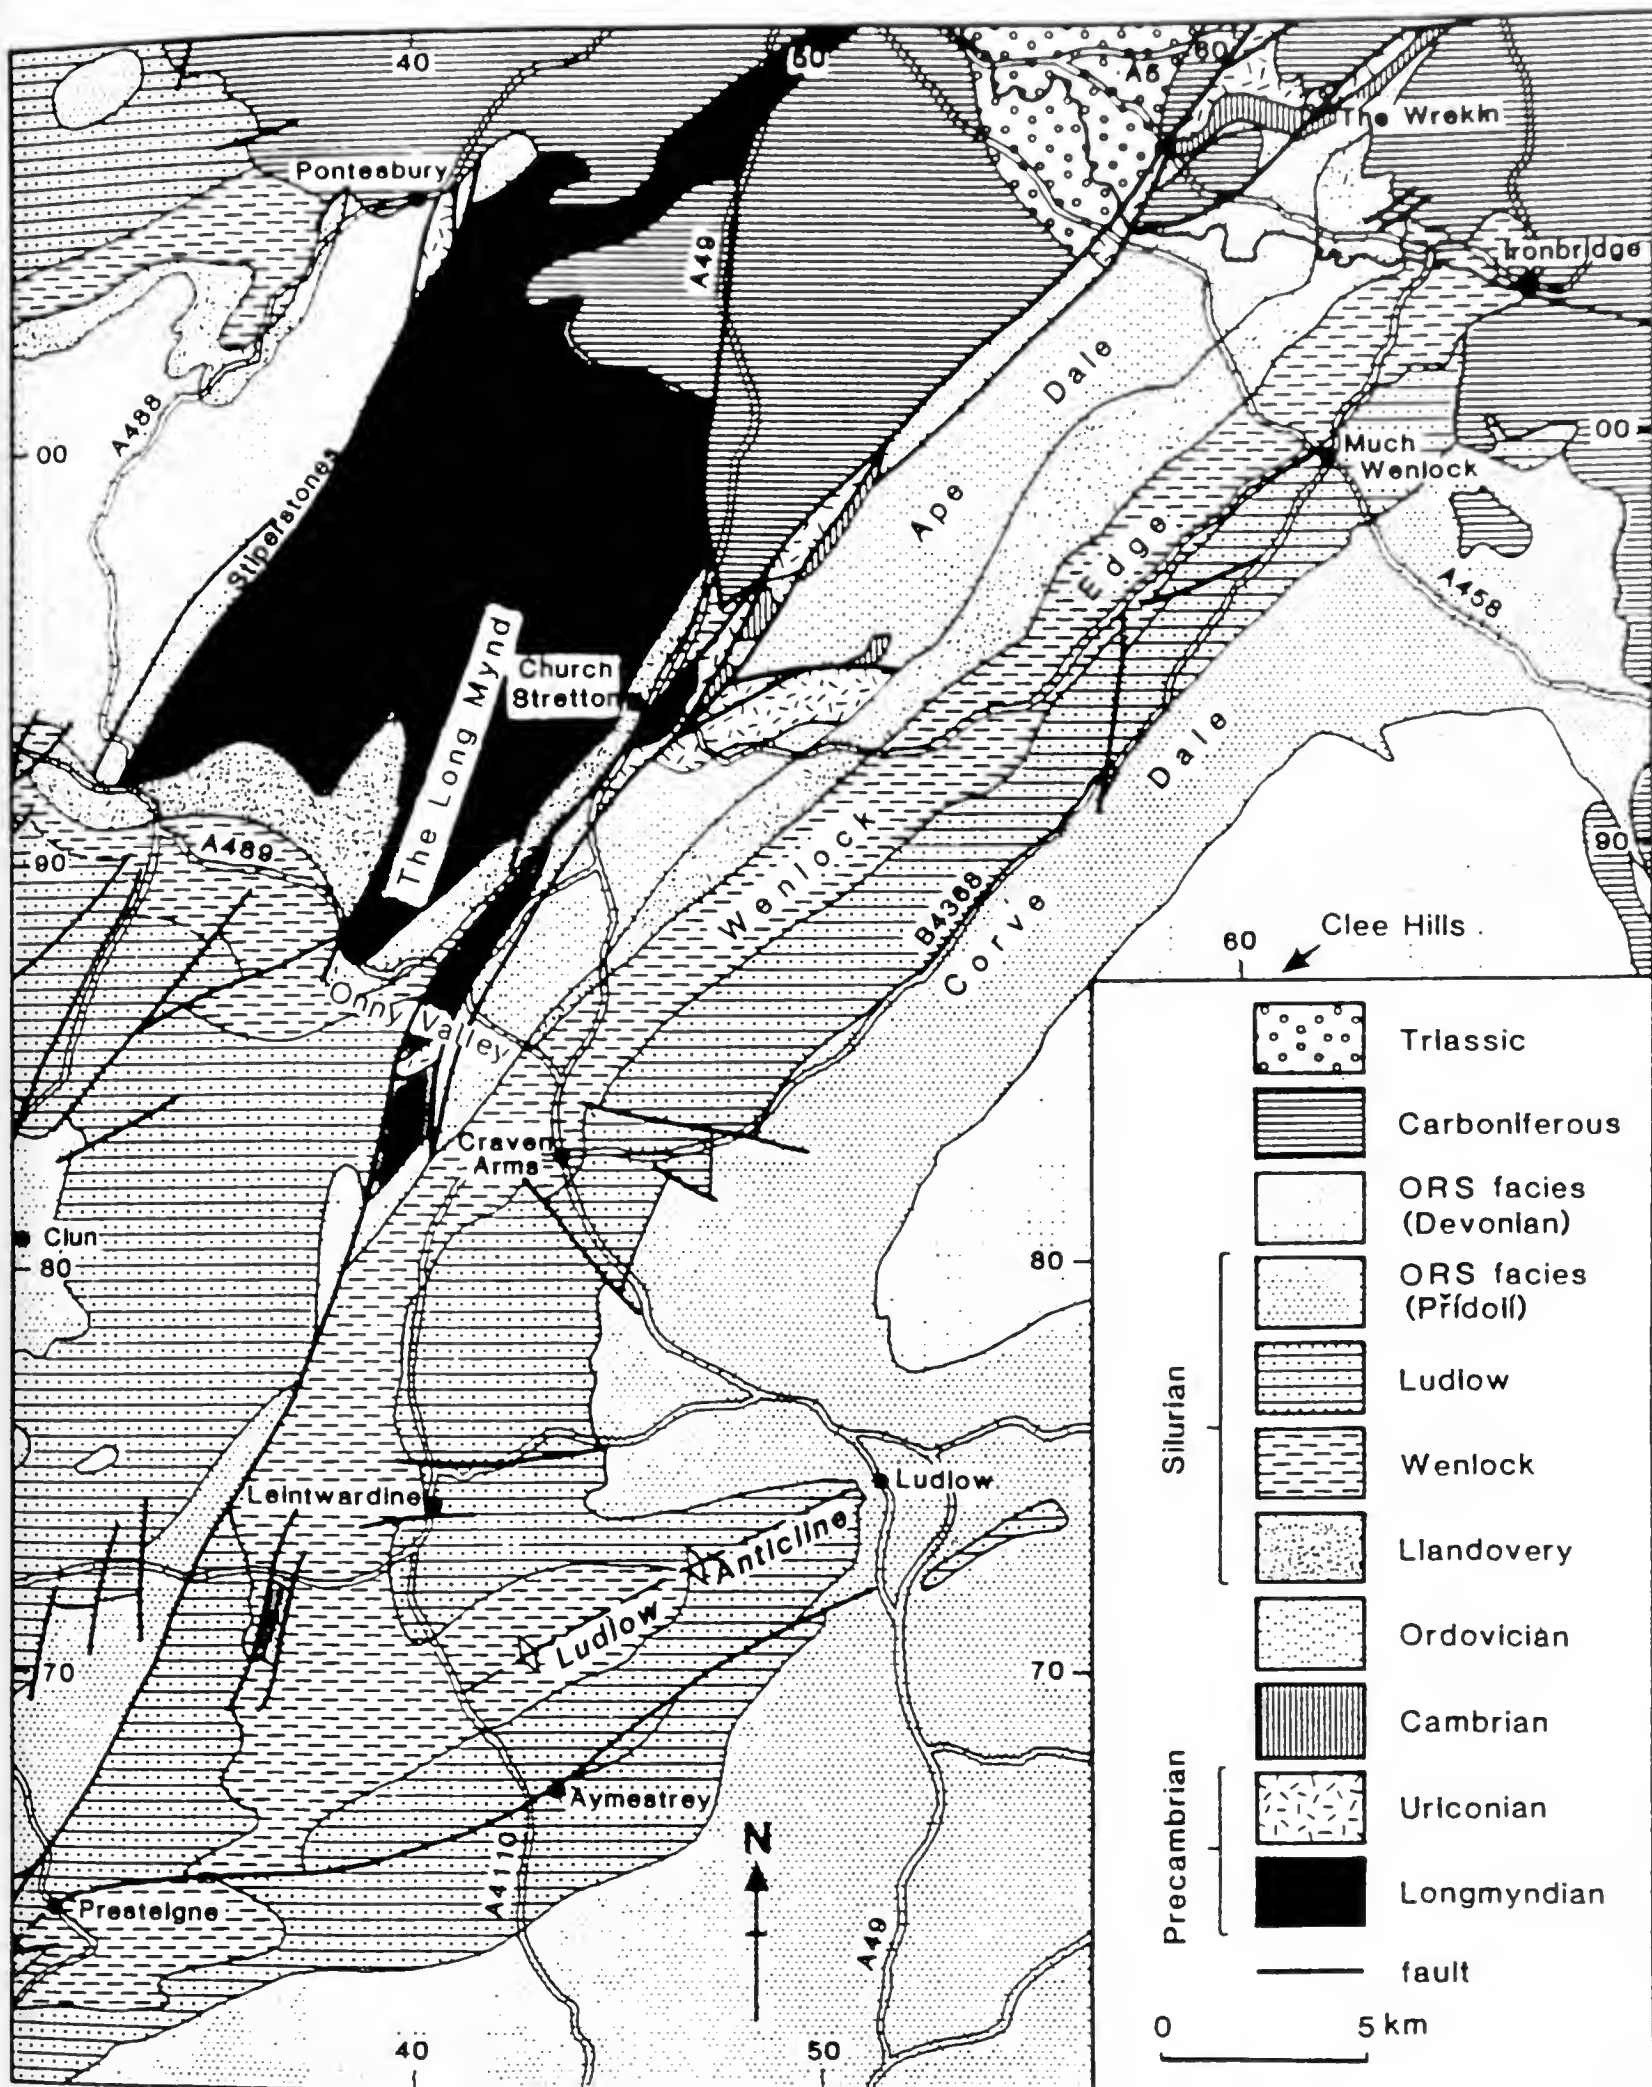 40
50
60
A5
The Wrekin
Pontesbury
A49
Ironbridge
Dale
A488
00
00
Much
Wenlock
Stiperstones
Ape
Edge
A458
Church
Stretton
The Long Mynd
Dale
A489
90
90
Wenlock
B4368
Corve
60
Clee Hills
Onny Valley
Craven
Arms
Clun
80
80
Leintwardine
Ludlow
Ludlow Anticline
70
70
Aymestrey
A4110
N
Presteigne
A49
40
50
Triassic
Carboniferous
ORS facies
(Devonian)
ORS facies
(Přídolí)
Silurian
Ludlow
Wenlock
Llandovery
Ordovician
Cambrian
Precambrian
Uriconian
Longmyndian
fault
0 5 km